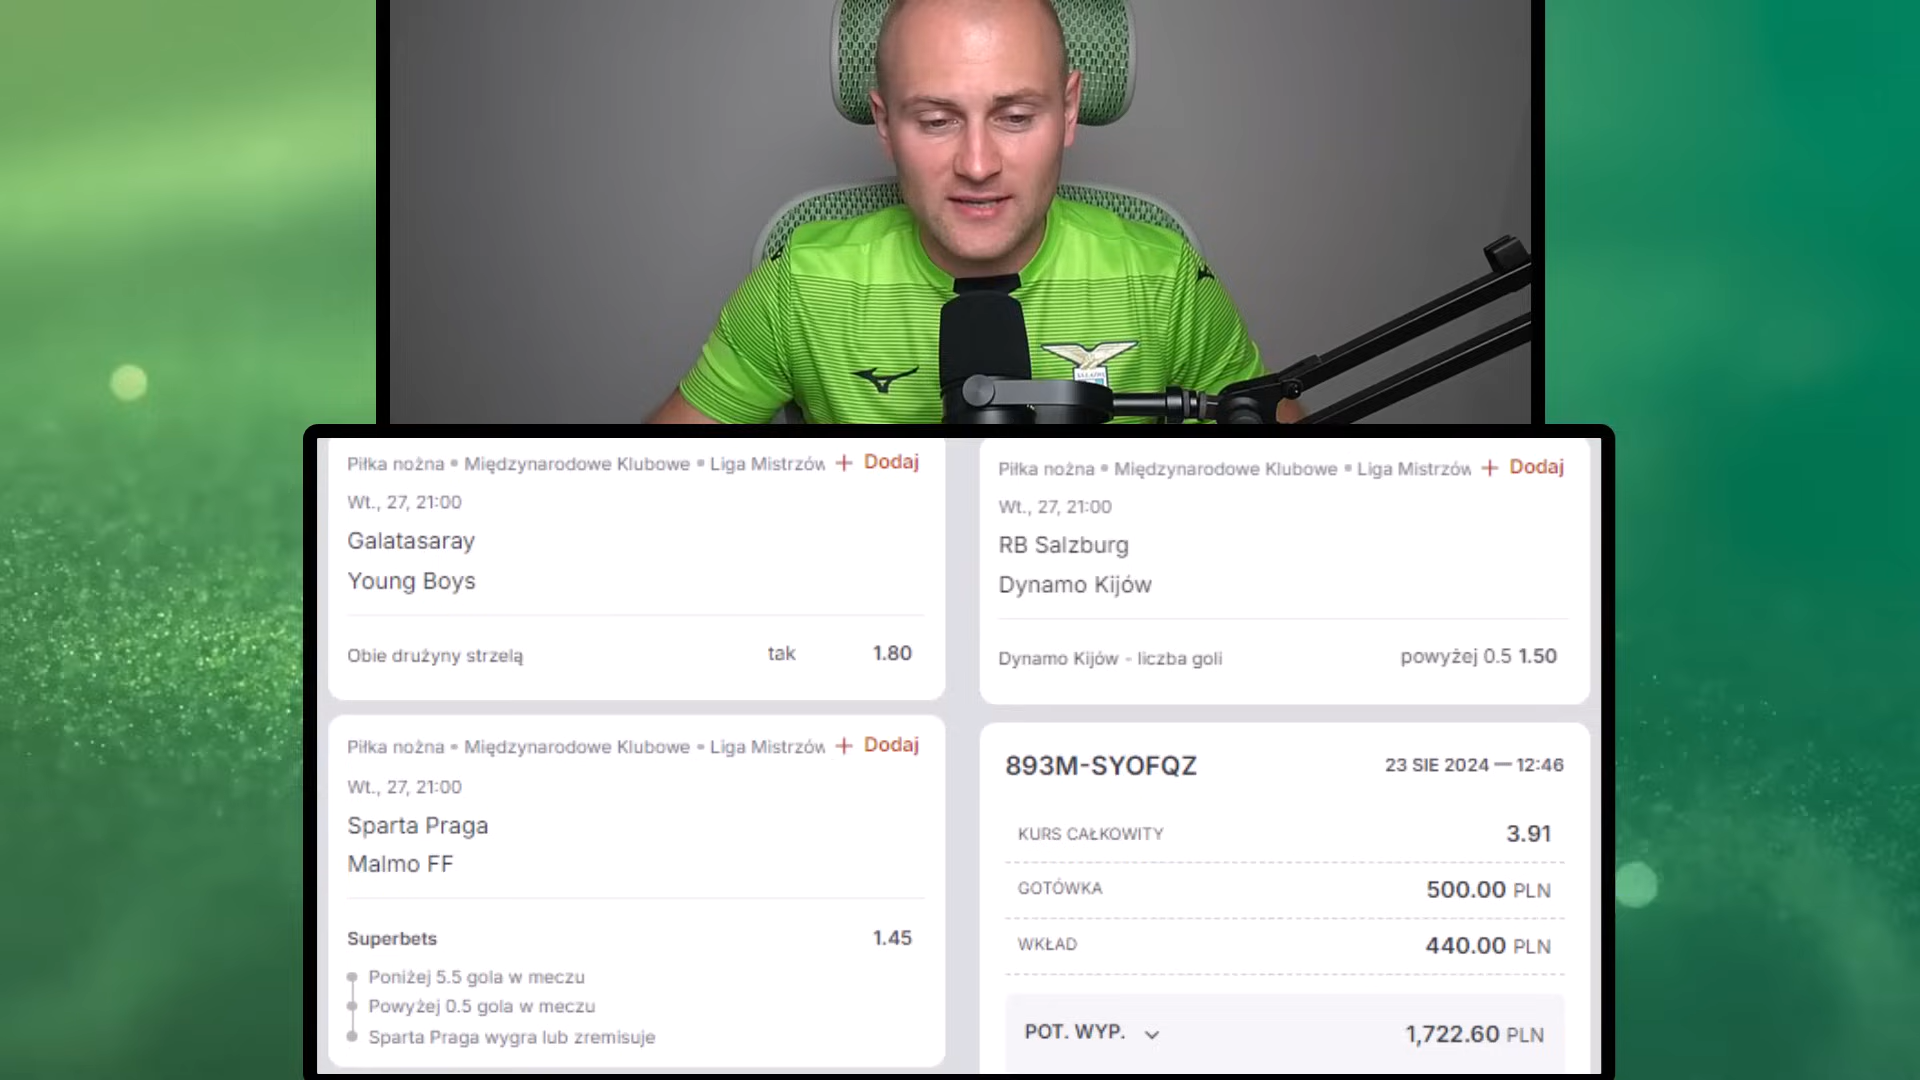 Piłka nożna • Międzynarodowe Klubowe • Liga Mistrzów + Dodaj
Wt., 27, 21:00
Galatasaray
Young Boys
Obie drużyny strzelą tak 1.80
Piłka nożna • Międzynarodowe Klubowe • Liga Mistrzów + Dodaj
Wt., 27, 21:00
Sparta Praga
Malmo FF
Superbets 1.45
Poniżej 5.5 gola w meczu
Powyżej 0.5 gola w meczu
Sparta Praga wygra lub zremisuje
Piłka nożna • Międzynarodowe Klubowe • Liga Mistrzów + Dodaj
Wt., 27, 21:00
RB Salzburg
Dynamo Kijów
Dynamo Kijów - liczba goli powyżej 0.5 1.50
893M-SYOFQZ 23 SIE 2024 — 12:46
KURS CAŁKOWITY 3.91
GOTÓWKA 500.00 PLN
WKŁAD 440.00 PLN
POT. WYP. 1,722.60 PLN